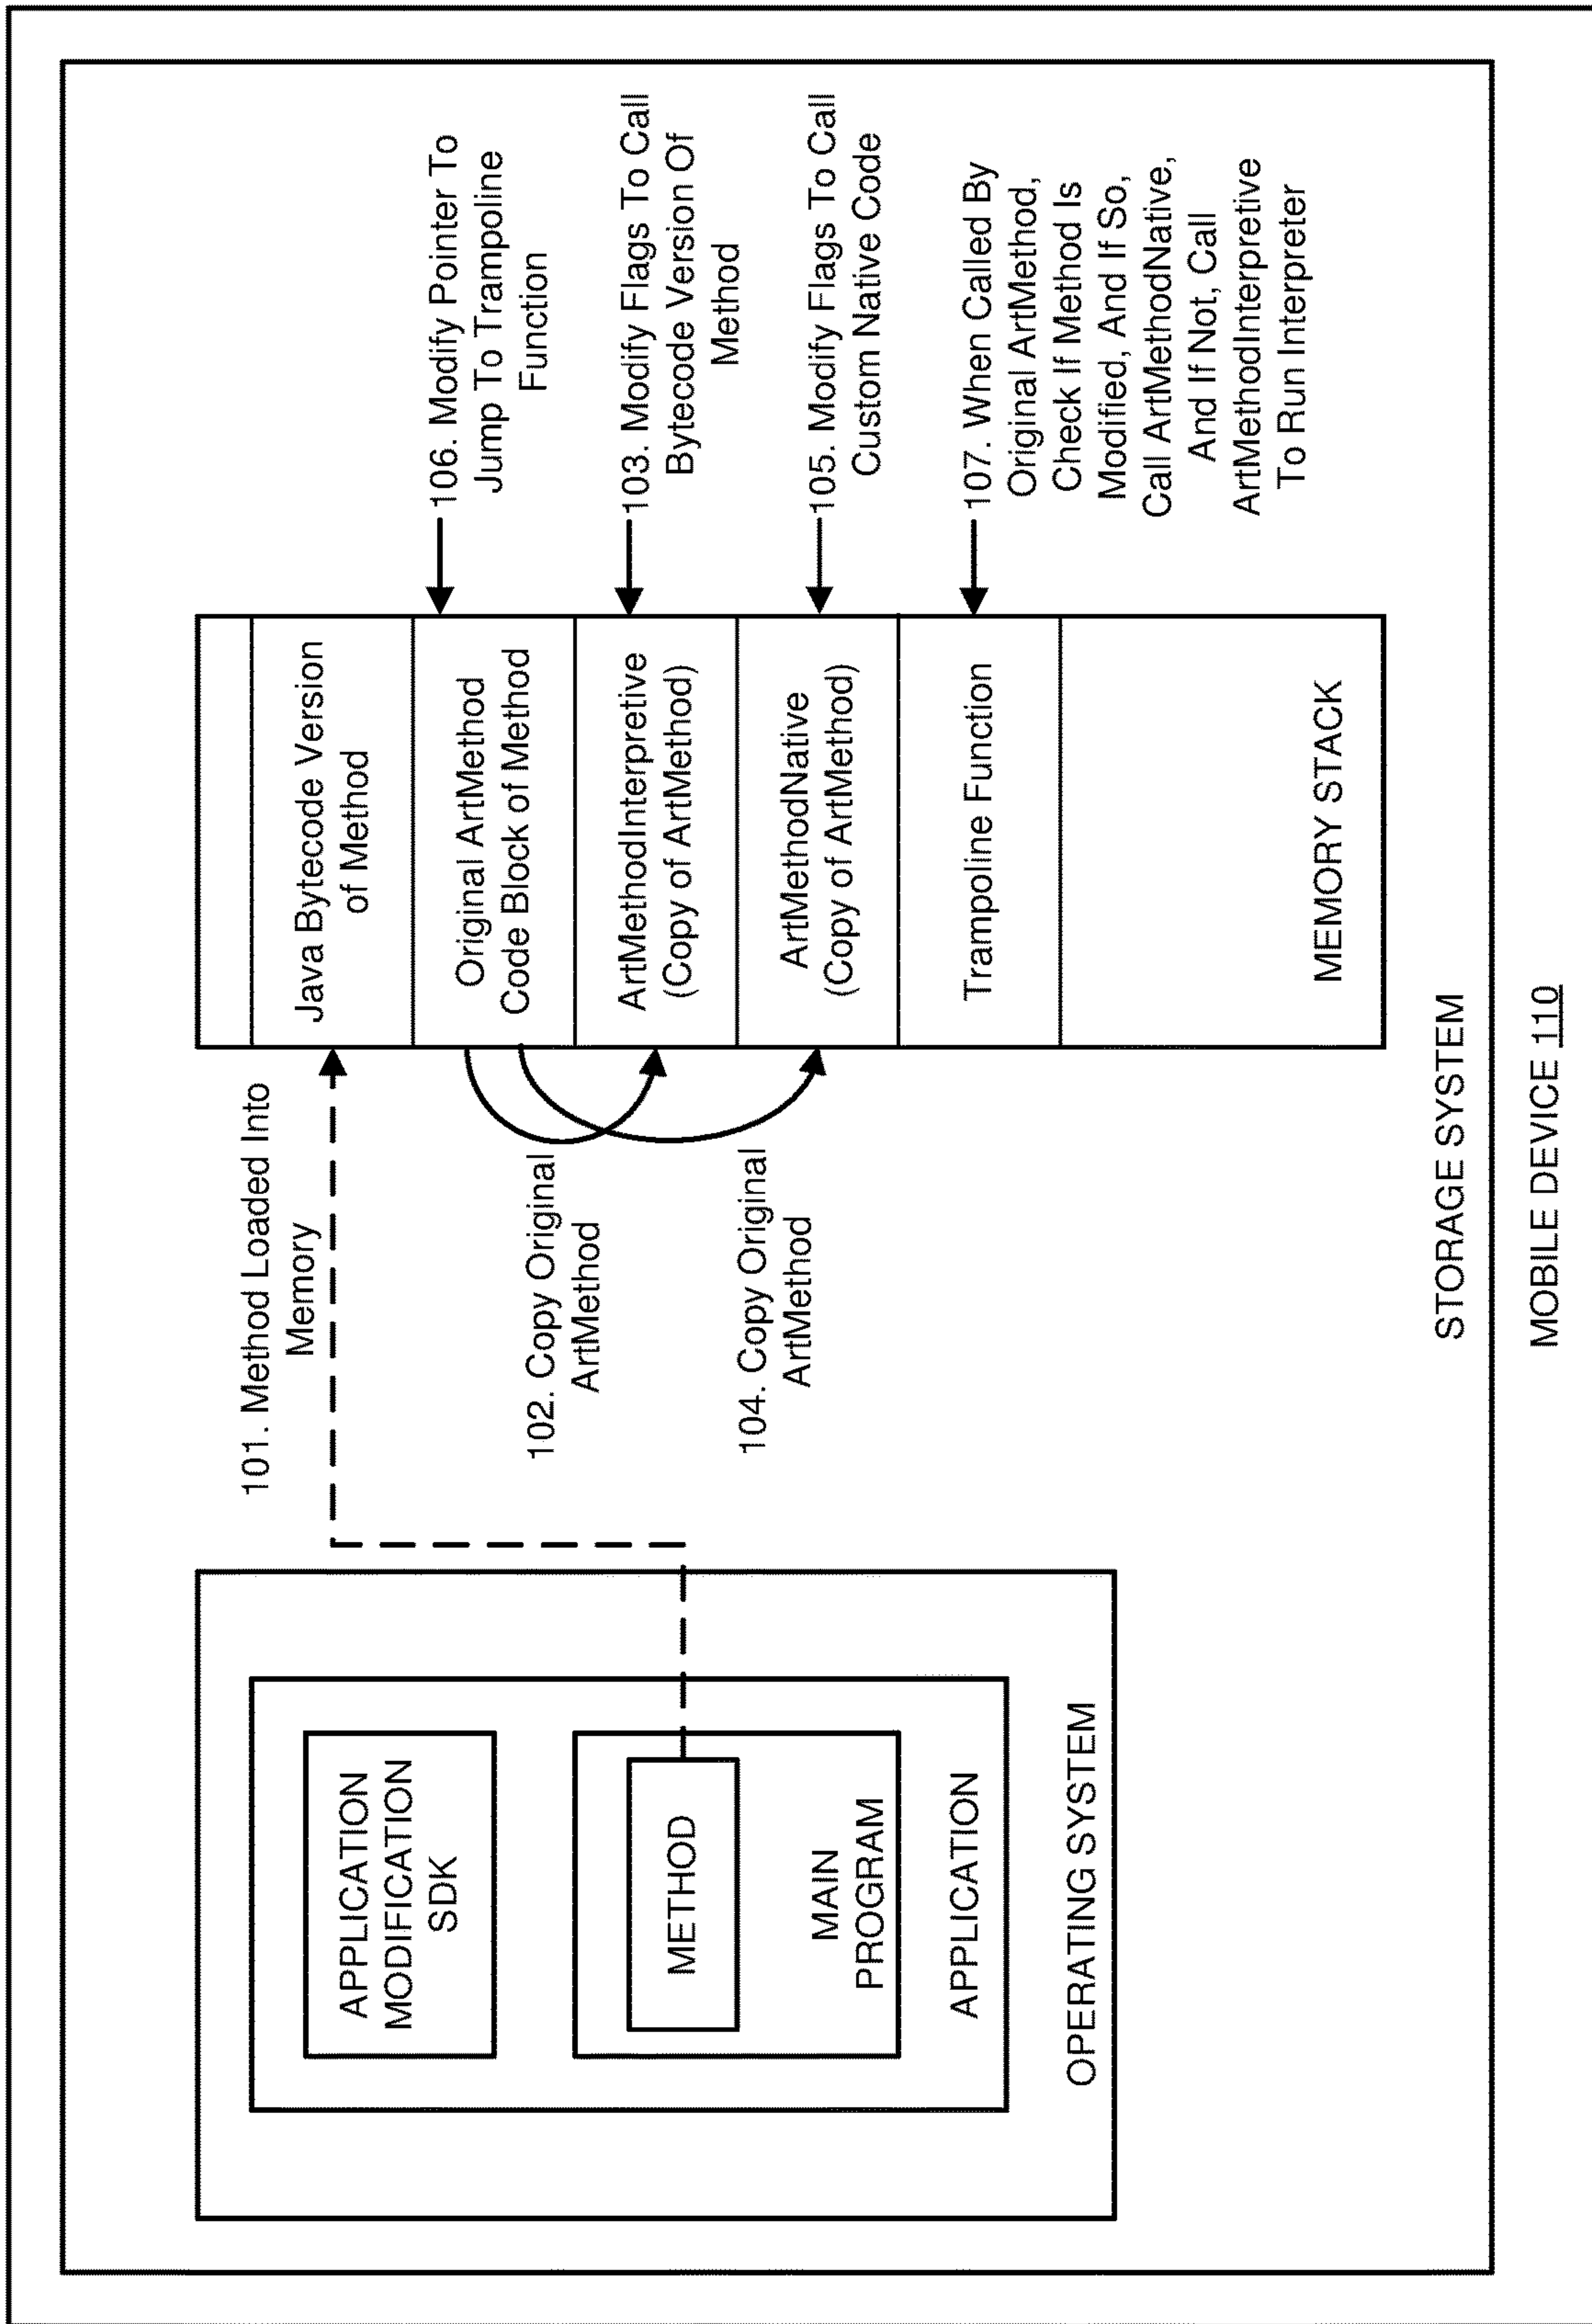 APPLICATION
MODIFICATION
SDK
METHOD
MAIN
PROGRAM
APPLICATION
OPERATING SYSTEM
101. Method Loaded Into
Memory
102. Copy Original
ArtMethod
104. Copy Original
ArtMethod
Java Bytecode Version
of Method
Original ArtMethod
Code Block of Method
ArtMethodInterpretive
(Copy of ArtMethod)
ArtMethodNative
(Copy of ArtMethod)
Trampoline Function
MEMORY STACK
106. Modify Pointer To
Jump To Trampoline
Function
103. Modify Flags To Call
Bytecode Version Of
Method
105. Modify Flags To Call
Custom Native Code
107. When Called By
Original ArtMethod,
Check If Method Is
Modified, And If So,
Call ArtMethodNative,
And If Not, Call
ArtMethodInterpretive
To Run Interpreter
STORAGE SYSTEM
MOBILE DEVICE 110